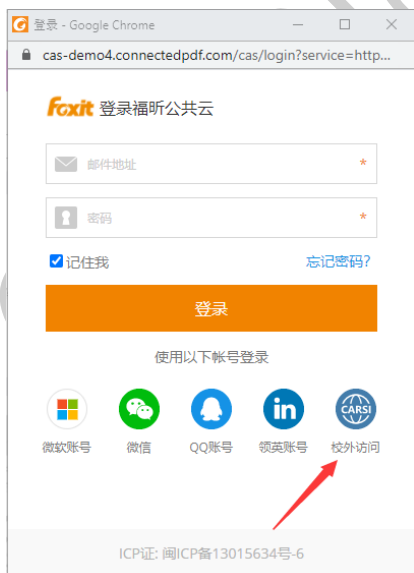 登录 - Google Chrome
cas-demo4.connectedpdf.com/cas/login?service=http...
Foxit 登录福昕公共云
邮件地址 *
密码 *
记住我 忘记密码?
登录
使用以下帐号登录
in CARSI
微软账号 微信 QQ账号 领英账号 校外访问
ICP证: 闽ICP备13015634号-6